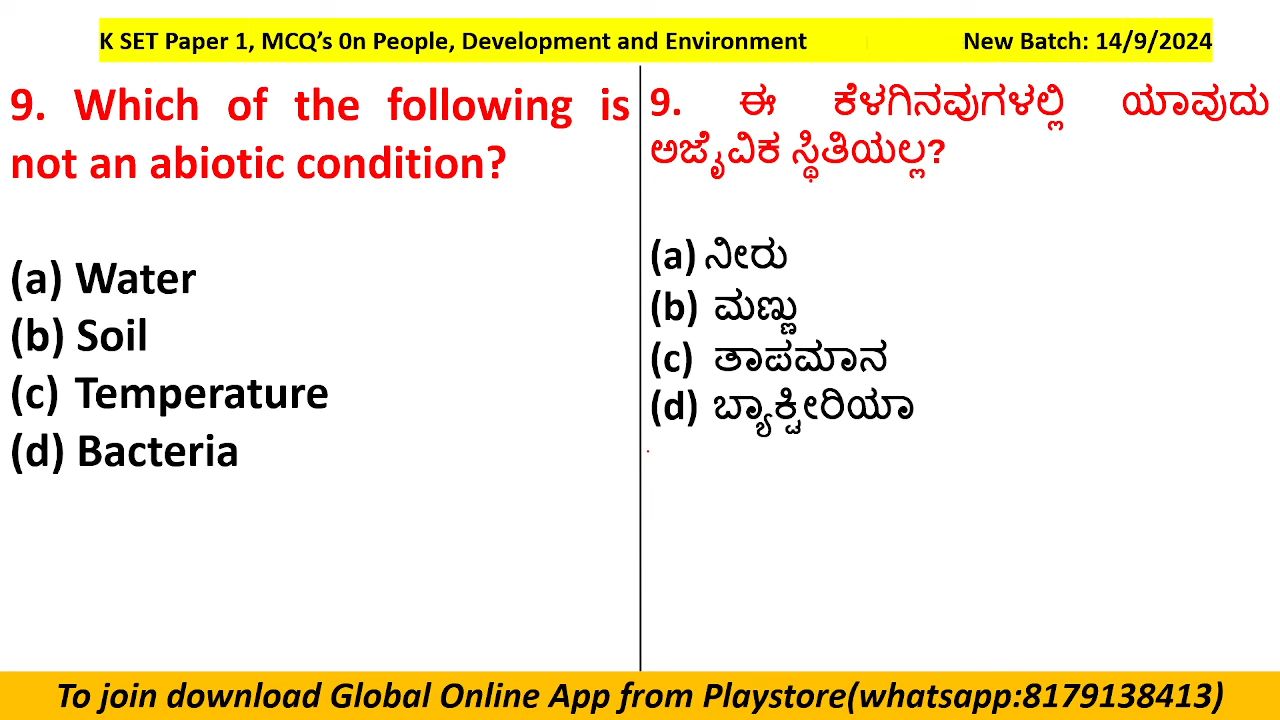 K SET Paper 1, MCQ’s 0n People, Development and Environment New Batch: 14/9/2024
9. Which of the following is
not an abiotic condition?
(a) Water
(b) Soil
(c) Temperature
(d) Bacteria
9. ಈ ಕೆಳಗಿನವುಗಳಲ್ಲಿ ಯಾವುದು
ಅಜೈವಿಕ ಸ್ಥಿತಿಯಲ್ಲ?
(a) ನೀರು
(b) ಮಣ್ಣು
(c) ತಾಪಮಾನ
(d) ಬ್ಯಾಕ್ಟೀರಿಯಾ
To join download Global Online App from Playstore(whatsapp:8179138413)